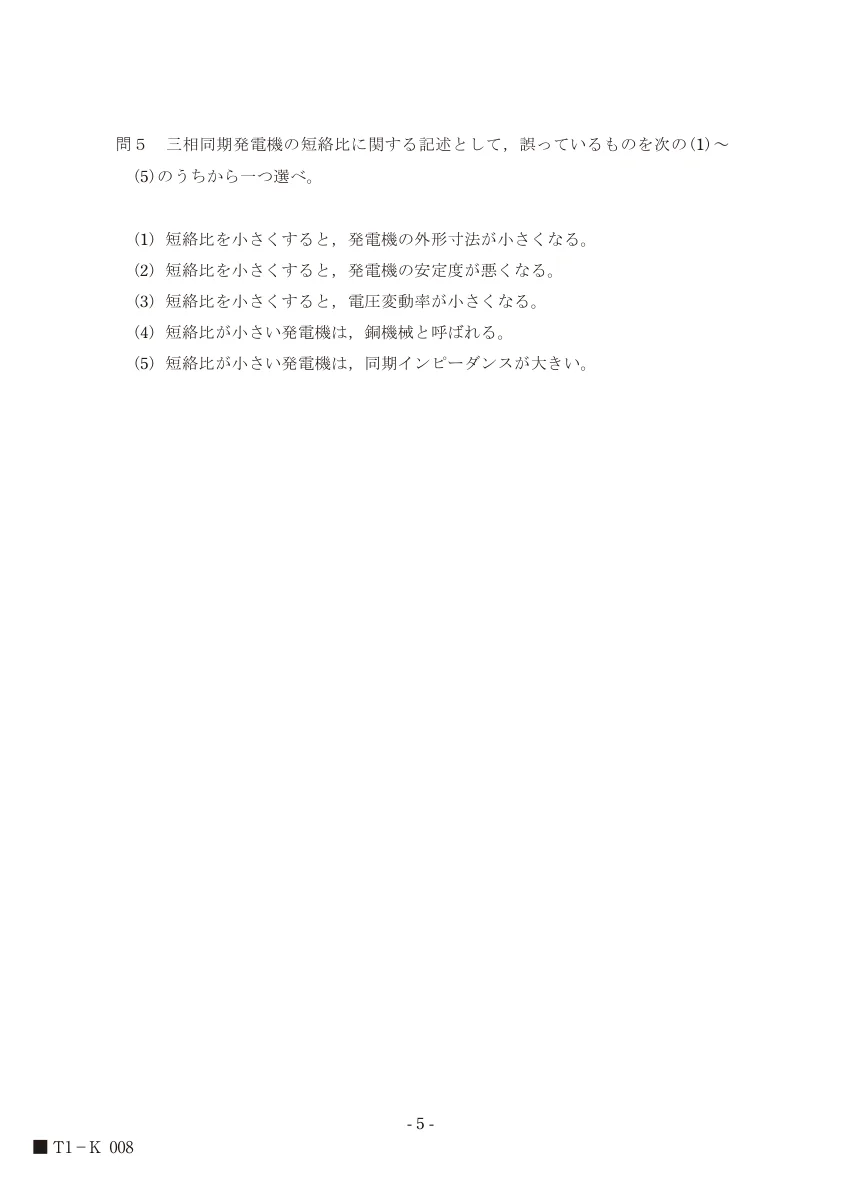 問5 三相同期発電機の短絡比に関する記述として，誤っているものを次の(1)～
(5)のうちから一つ選べ。
(1) 短絡比を小さくすると，発電機の外形寸法が小さくなる。
(2) 短絡比を小さくすると，発電機の安定度が悪くなる。
(3) 短絡比を小さくすると，電圧変動率が小さくなる。
(4) 短絡比が小さい発電機は，銅機械と呼ばれる。
(5) 短絡比が小さい発電機は，同期インピーダンスが大きい。
- 5 -
■ T1－K 008